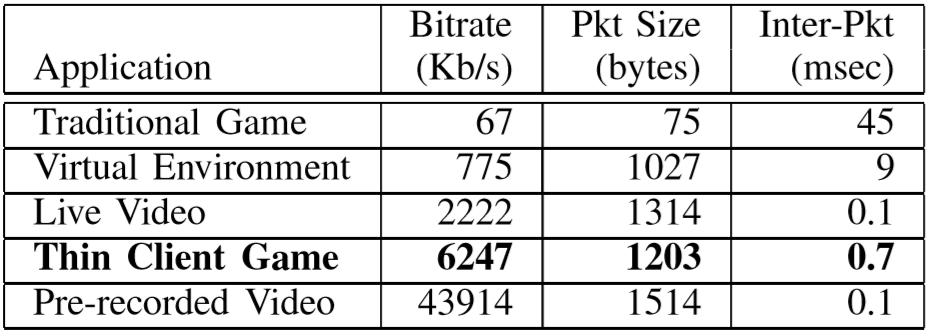 Application Bitrate (Kb/s) Pkt Size (bytes) Inter-Pkt (msec)
Traditional Game 67 75 45
Virtual Environment 775 1027 9
Live Video 2222 1314 0.1
Thin Client Game 6247 1203 0.7
Pre-recorded Video 43914 1514 0.1